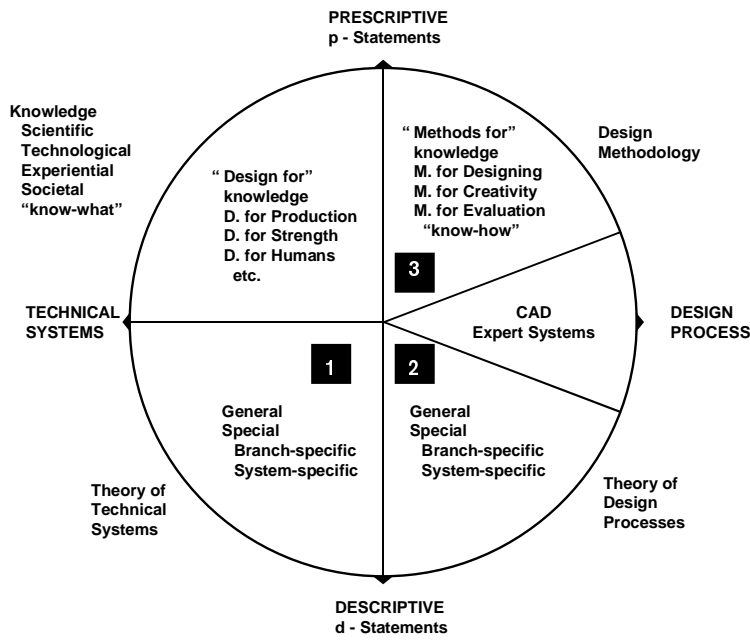 PRESCRIPTIVE
p - Statements
Knowledge
Scientific
Technological
Experiential
Societal
“know-what”
“ Design for”
knowledge
D. for Production
D. for Strength
D. for Humans
etc.
“ Methods for”
knowledge
M. for Designing
M. for Creativity
M. for Evaluation
“know-how”
Design
Methodology
3
TECHNICAL
SYSTEMS
CAD
Expert Systems
DESIGN
PROCESS
1
2
General
Special
Branch-specific
System-specific
General
Special
Branch-specific
System-specific
Theory of
Technical
Systems
Theory of
Design
Processes
DESCRIPTIVE
d - Statements